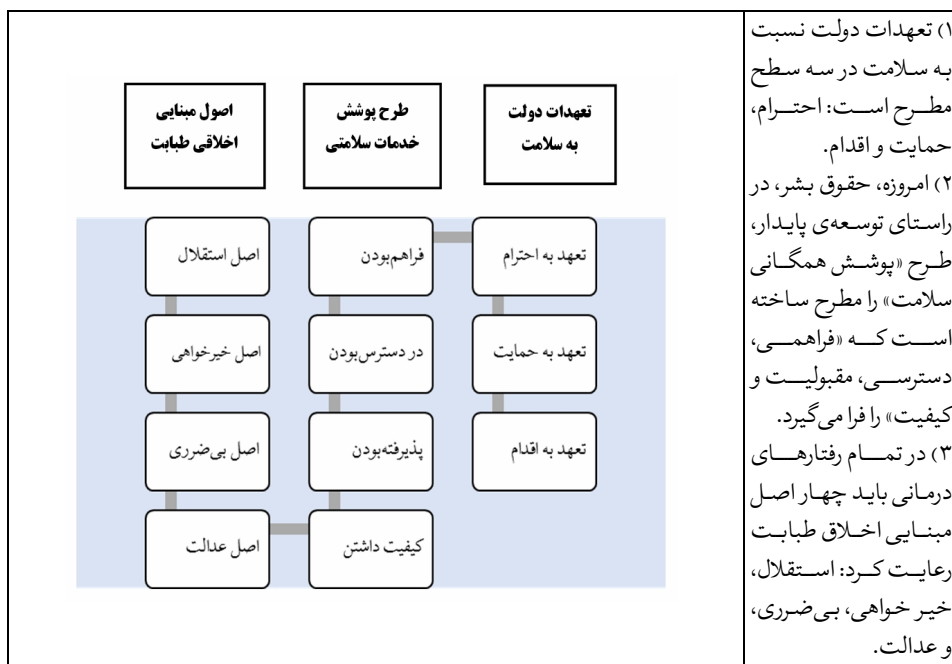 ۱) تعهدات دولت نسبت
به سلامت در سه سطح
مطرح است: احترام،
حمایت و اقدام.
۲) امروزه، حقوق بشر، در
راستای توسعه‌ی پایدار،
طرح «پوشش همگانی
سلامت» را مطرح ساخته
است که «فراهمی،
دسترسی، مقبولیت و
کیفیت» را فرا می‌گیرد.
۳) در تمام رفتارهای
درمانی باید چهار اصل
مبنایی اخلاق طبابت
رعایت کرد: استقلال،
خیر خواهی، بی‌ضرری،
و عدالت.
تعهدات دولت
به سلامت
طرح پوشش
خدمات سلامتی
اصول مبنایی
اخلاقی طبابت
تعهد به احترام
تعهد به حمایت
تعهد به اقدام
فراهم‌بودن
در دسترس‌بودن
پذیرفته‌بودن
کیفیت داشتن
اصل استقلال
اصل خیرخواهی
اصل بی‌ضرری
اصل عدالت